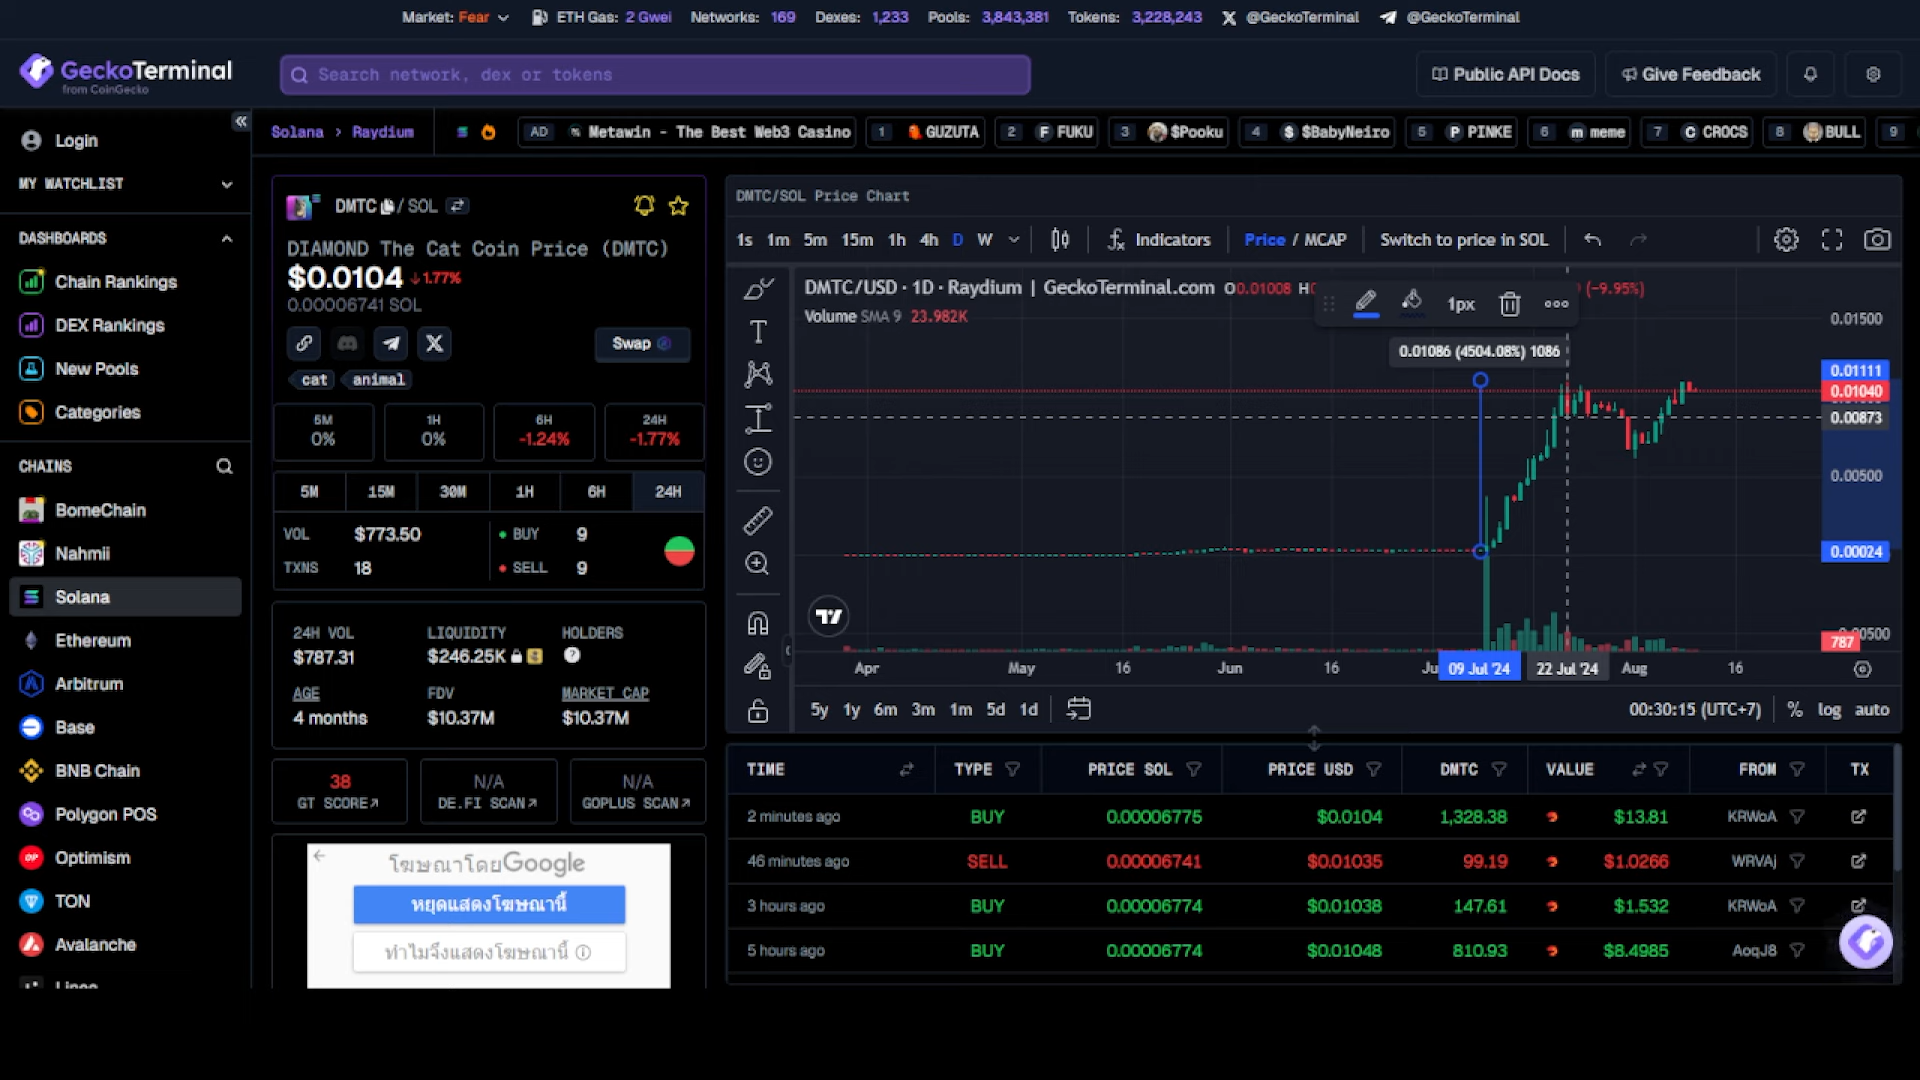 Market: Fear ETH Gas: 2 Gwei Networks: 169 Dexes: 1,233 Pools: 3,843,381 Tokens: 3,228,243 @GeckoTerminal @GeckoTerminal
GeckoTerminal
from CoinGecko
Search network, dex or tokens
Public API Docs
Give Feedback
Login
MY WATCHLIST
DASHBOARDS
Chain Rankings
DEX Rankings
New Pools
Categories
CHAINS
BomeChain
Nahmii
Solana
Ethereum
Arbitrum
Base
BNB Chain
Polygon POS
Optimism
TON
Avalanche
Solana > Raydium
AD Metawin - The Best Web3 Casino 1 GUZUTA 2 FUKU 3 $Pooku 4 $BabyNeiro 5 PINKE 6 meme 7 CROCS 8 BULL 9
DMTC / SOL
DIAMOND The Cat Coin Price (DMTC)
$0.0104 ↓1.77%
0.00006741 SOL
Swap
cat animal
5M 1H 6H 24H
0% 0% -1.24% -1.77%
5M 15M 30M 1H 6H 24H
VOL $773.50 BUY 9
TXNS 18 SELL 9
24H VOL LIQUIDITY HOLDERS
$787.31 $246.25K ?
AGE FDV MARKET CAP
4 months $10.37M $10.37M
38 N/A N/A
GT SCORE↗ DE.FI SCAN↗ GOPLUS SCAN↗
โฆษณาโดยGoogle
หยุดแสดงโฆษณานี้
ทำไมจึงแสดงโฆษณานี้
DMTC/SOL Price Chart
1s 1m 5m 15m 1h 4h D W Indicators Price / MCAP Switch to price in SOL
DMTC/USD · 1D · Raydium | GeckoTerminal.com O0.01008 H (−9.95%)
Volume SMA 9 23.982K
1px
0.01086 (4504.08%) 1086
0.01500
0.01111
0.01040
0.00873
0.00500
0.00024
787
Apr May 16 Jun 16 Ju 09 Jul '24 22 Jul '24 Aug 16
5y 1y 6m 3m 1m 5d 1d 00:30:15 (UTC+7) % log auto
TIME TYPE PRICE SOL PRICE USD DMTC VALUE FROM TX
2 minutes ago BUY 0.00006775 $0.0104 1,328.38 $13.81 KRWoA
46 minutes ago SELL 0.00006741 $0.01035 99.19 $1.0266 WRVAj
3 hours ago BUY 0.00006774 $0.01038 147.61 $1.532 KRWoA
5 hours ago BUY 0.00006774 $0.01048 810.93 $8.4985 AoqJ8